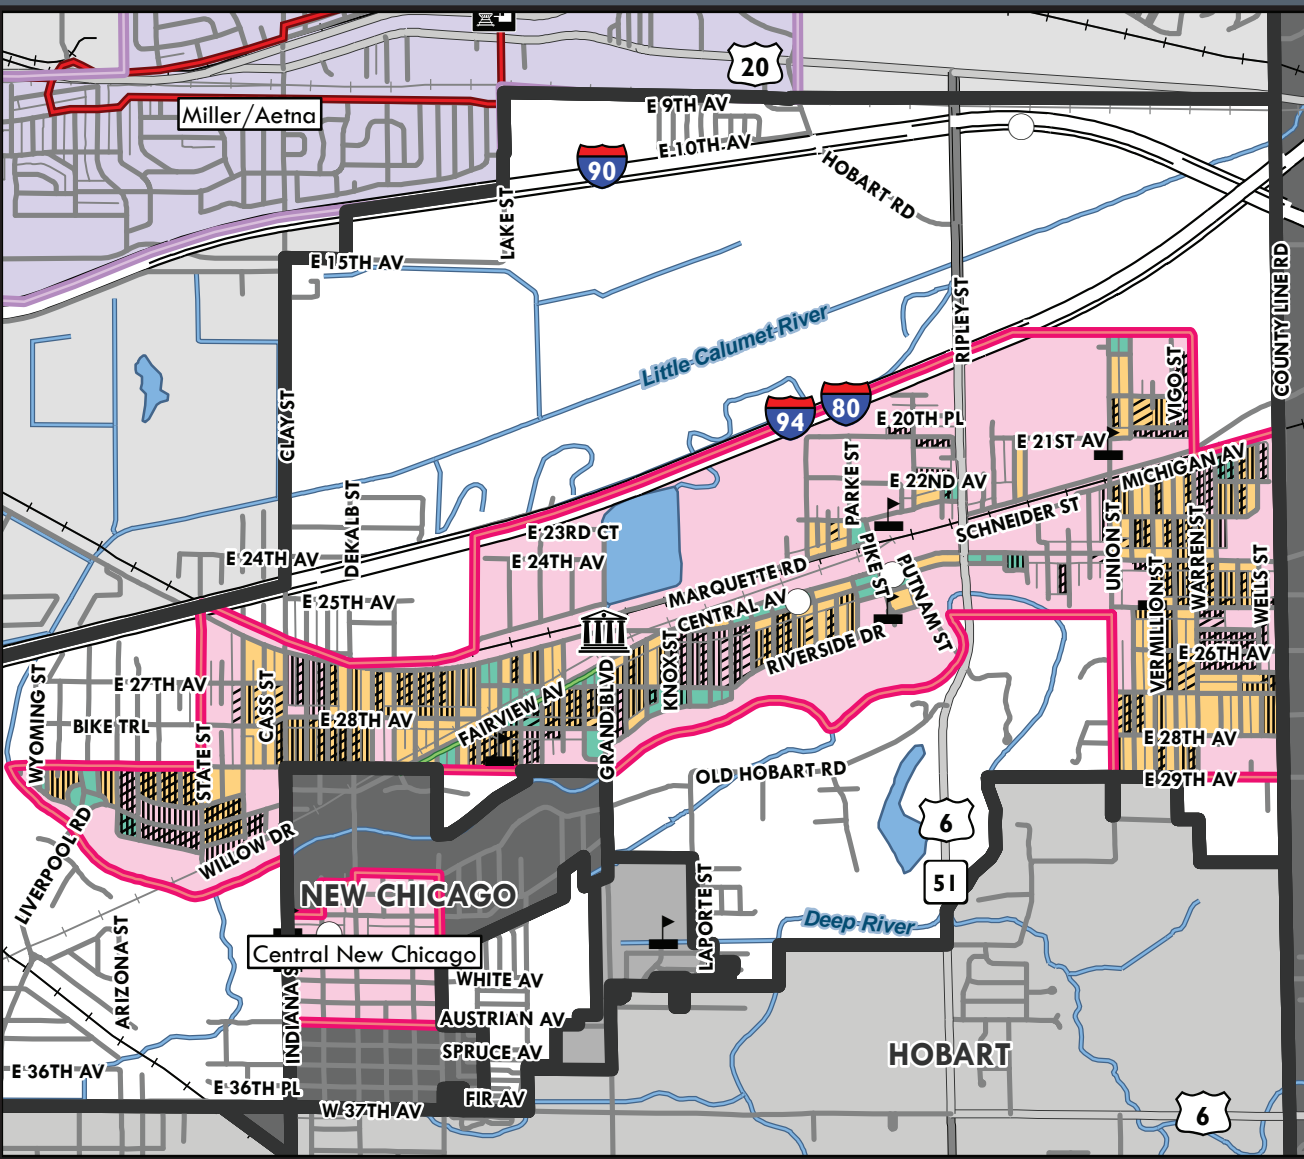 20
E 9TH AV
Miller/Aetna
E 10TH AV
90
HOBART RD
LAKE ST
E 15TH AV
COUNTY LINE RD
RIPLEY ST
Little Calumet River
VIGO ST
CLAY ST
80
94
E 20TH PL
E 21ST AV
PARKE ST
MICHIGAN AV
E 22ND AV
DEKALB ST
SCHNEIDER ST
E 23RD CT
UNION ST
WARREN ST
E 24TH AV
E 24TH AV
PIKE ST
PUTNAM ST
WELLS ST
MARQUETTE RD
VERMILLION ST
E 25TH AV
CENTRAL AV
KNOX ST
RIVERSIDE DR
E 26TH AV
WYOMING ST
E 27TH AV
CASS ST
FAIRVIEW AV
GRAND BLVD
BIKE TRL
E 28TH AV
E 28TH AV
STATE ST
OLD HOBART RD
E 29TH AV
6
LIVERPOOL RD
WILLOW DR
51
NEW CHICAGO
LAPORTE ST
Deep River
Central New Chicago
ARIZONA ST
WHITE AV
INDIANA ST
AUSTRIAN AV
SPRUCE AV
HOBART
E 36TH AV
E 36TH PL
FIR AV
W 37TH AV
6